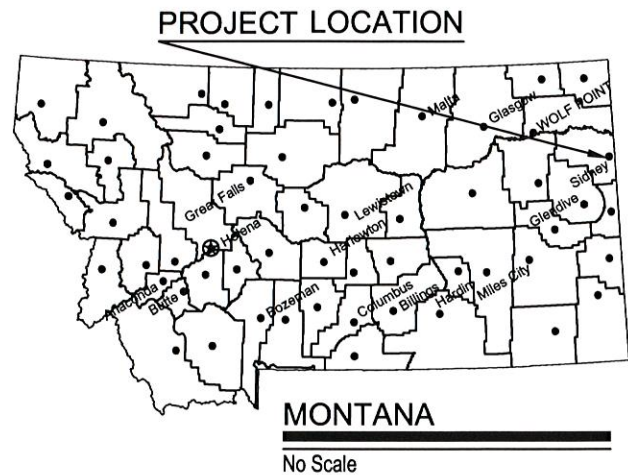 PROJECT LOCATION
Malta
Glasgow
WOLF POINT
Sidney
Glendive
Great Falls
Lewistown
Helena
Harlewton
Anaconda
Butte
Bozeman
Columbus
Billings
Hardin
Miles City
MONTANA
No Scale